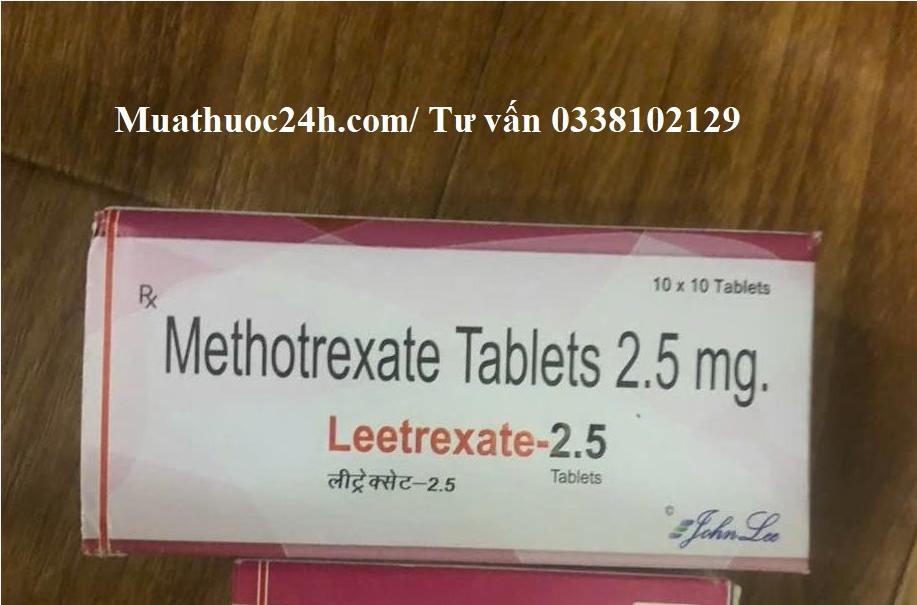 Muathuoc24h.com/ Tư vấn 0338102129
10 x 10 Tablets
Rx
Methotrexate Tablets 2.5 mg.
Leetrexate-2.5
Tablets
लीट्रेक्सेट–2.5
© John Lee